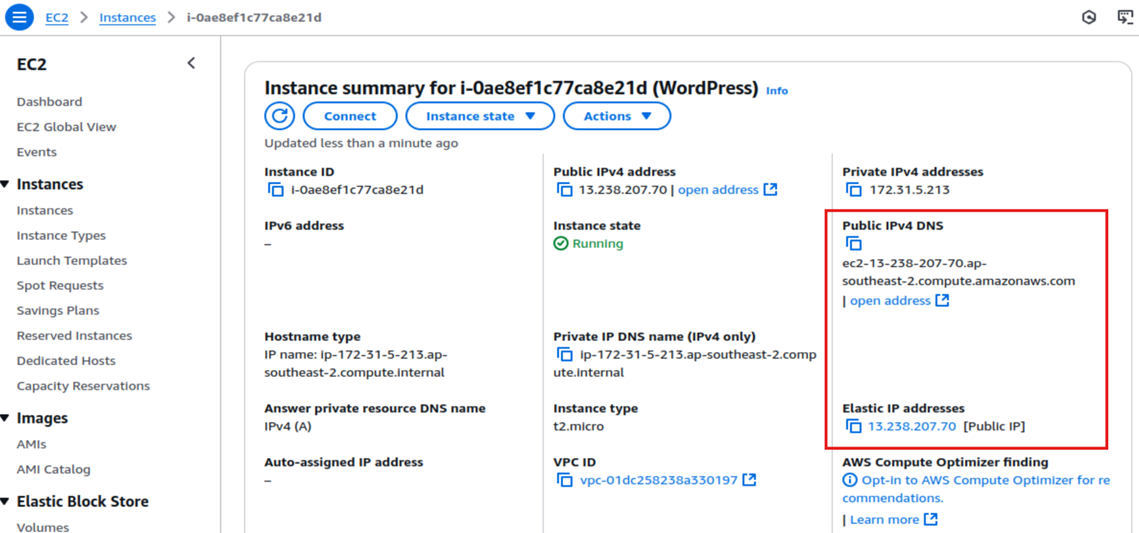 EC2 > Instances > i-0ae8ef1c77ca8e21d
EC2
Dashboard
EC2 Global View
Events
Instances
Instances
Instance Types
Launch Templates
Spot Requests
Savings Plans
Reserved Instances
Dedicated Hosts
Capacity Reservations
Images
AMIs
AMI Catalog
Elastic Block Store
Volumes
Instance summary for i-0ae8ef1c77ca8e21d (WordPress) Info
Connect
Instance state
Actions
Updated less than a minute ago
Instance ID
i-0ae8ef1c77ca8e21d
Public IPv4 address
13.238.207.70 | open address
Private IPv4 addresses
172.31.5.213
IPv6 address
–
Instance state
Running
Public IPv4 DNS
ec2-13-238-207-70.ap-
southeast-2.compute.amazonaws.com
| open address
Hostname type
IP name: ip-172-31-5-213.ap-
southeast-2.compute.internal
Private IP DNS name (IPv4 only)
ip-172-31-5-213.ap-southeast-2.comp
ute.internal
Answer private resource DNS name
IPv4 (A)
Instance type
t2.micro
Elastic IP addresses
13.238.207.70 [Public IP]
Auto-assigned IP address
–
VPC ID
vpc-01dc258238a330197
AWS Compute Optimizer finding
Opt-in to AWS Compute Optimizer for re
commendations.
| Learn more